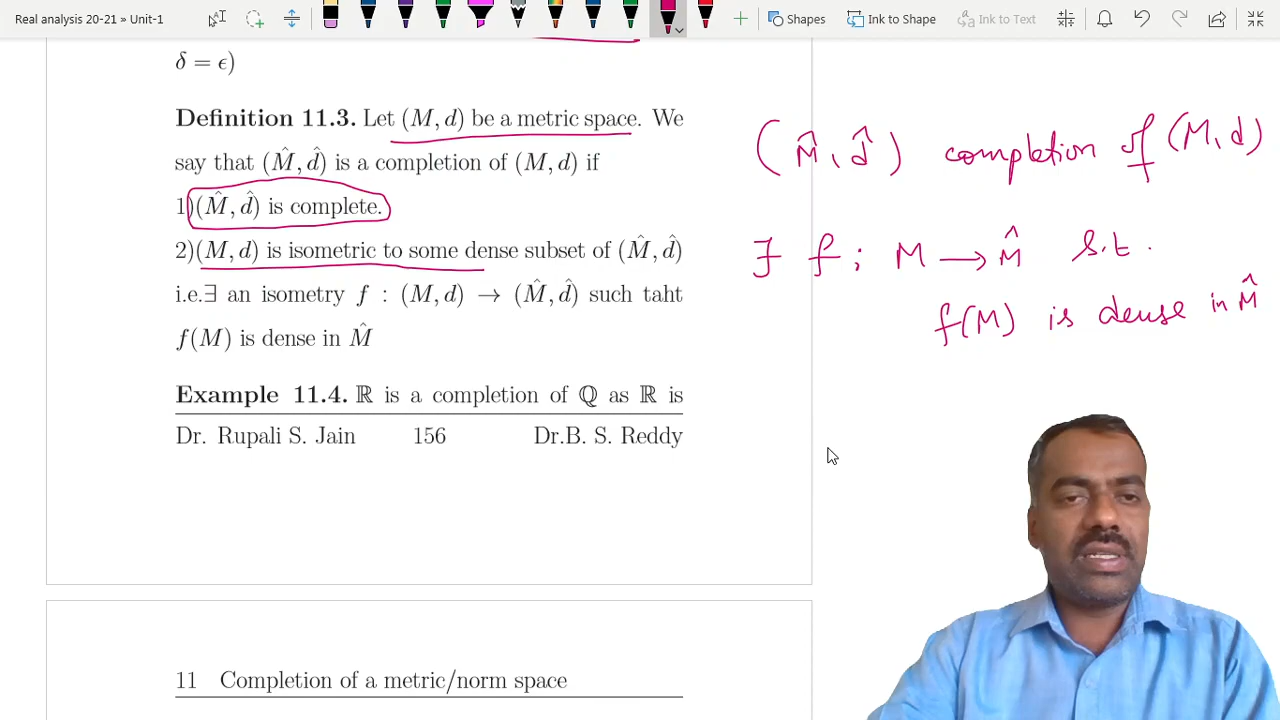 Real analysis 20-21 » Unit-1
Shapes
Ink to Shape
Ink to Text
δ = ϵ)
Definition 11.3. Let (M, d) be a metric space. We
say that (M̂, d̂) is a completion of (M, d) if
1)(M̂, d̂) is complete.
2)(M, d) is isometric to some dense subset of (M̂, d̂)
i.e.∃ an isometry f : (M, d) → (M̂, d̂) such taht
f(M) is dense in M̂
Example 11.4. ℝ is a completion of ℚ as ℝ is
Dr. Rupali S. Jain 156 Dr.B. S. Reddy
11 Completion of a metric/norm space
(M̂, d̂) completion of (M, d)
∃ f ; M → M̂ s.t.
f(M) is dense in M̂